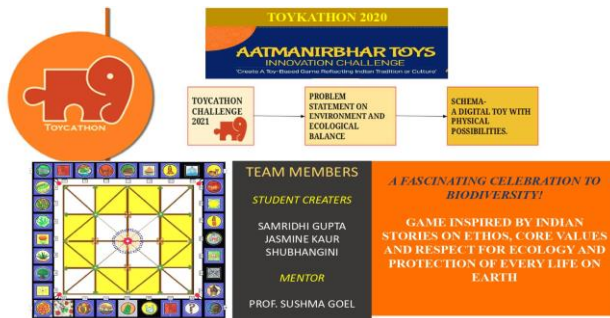 TOYKATHON 2020
AATMANIRBHAR TOYS
INNOVATION CHALLENGE
'Create A Toy-Based Game Reflecting Indian Tradition or Culture'
TOYCATHON
TOYCATHON
CHALLENGE
2021
PROBLEM
STATEMENT ON
ENVIRONMENT AND
ECOLOGICAL
BALANCE
SCHEMA-
A DIGITAL TOY WITH
PHYSICAL
POSSIBILITIES.
TEAM MEMBERS
STUDENT CREATERS
SAMRIDHI GUPTA
JASMINE KAUR
SHUBHANGINI
MENTOR
PROF. SUSHMA GOEL
A FASCINATING CELEBRATION TO
BIODIVERSITY!
GAME INSPIRED BY INDIAN
STORIES ON ETHOS, CORE VALUES
AND RESPECT FOR ECOLOGY AND
PROTECTION OF EVERY LIFE ON
EARTH